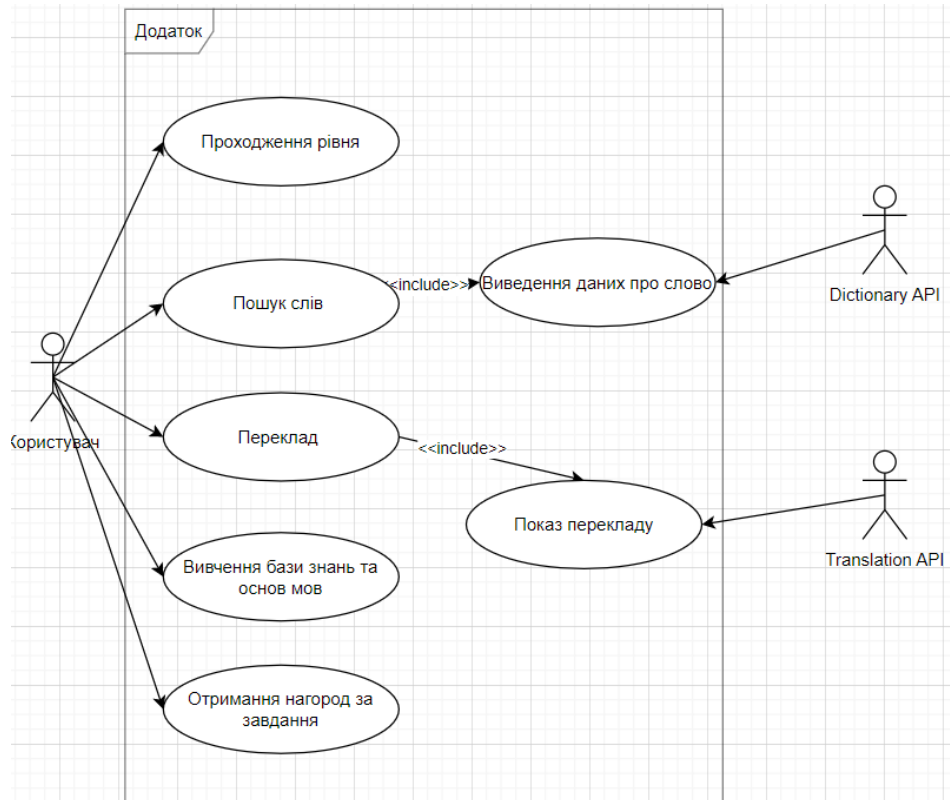 Додаток
Проходження рівня
Пошук слів
<<include>>
Виведення даних про слово
Dictionary API
Користувач
Переклад
<<include>>
Показ перекладу
Translation API
Вивчення бази знань та
основ мов
Отримання нагород за
завдання